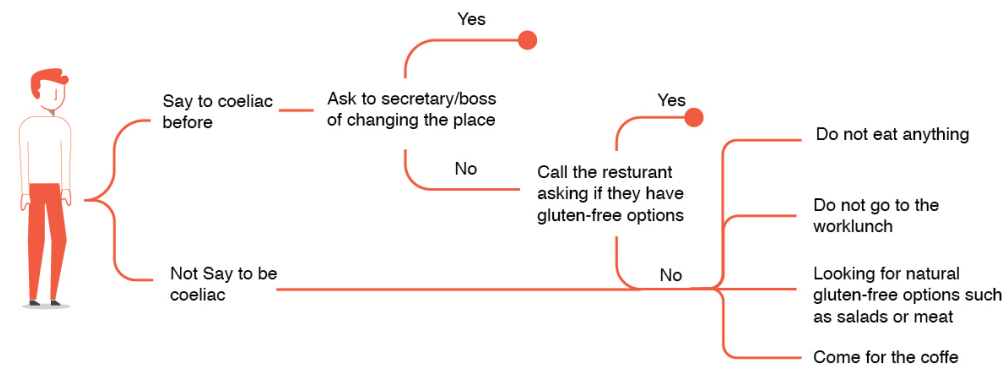 Yes
Say to coeliac
before
Ask to secretary/boss
of changing the place
Yes
No
Call the resturant
asking if they have
gluten-free options
Do not eat anything
Do not go to the
worklunch
Not Say to be
coeliac
No
Looking for natural
gluten-free options such
as salads or meat
Come for the coffe